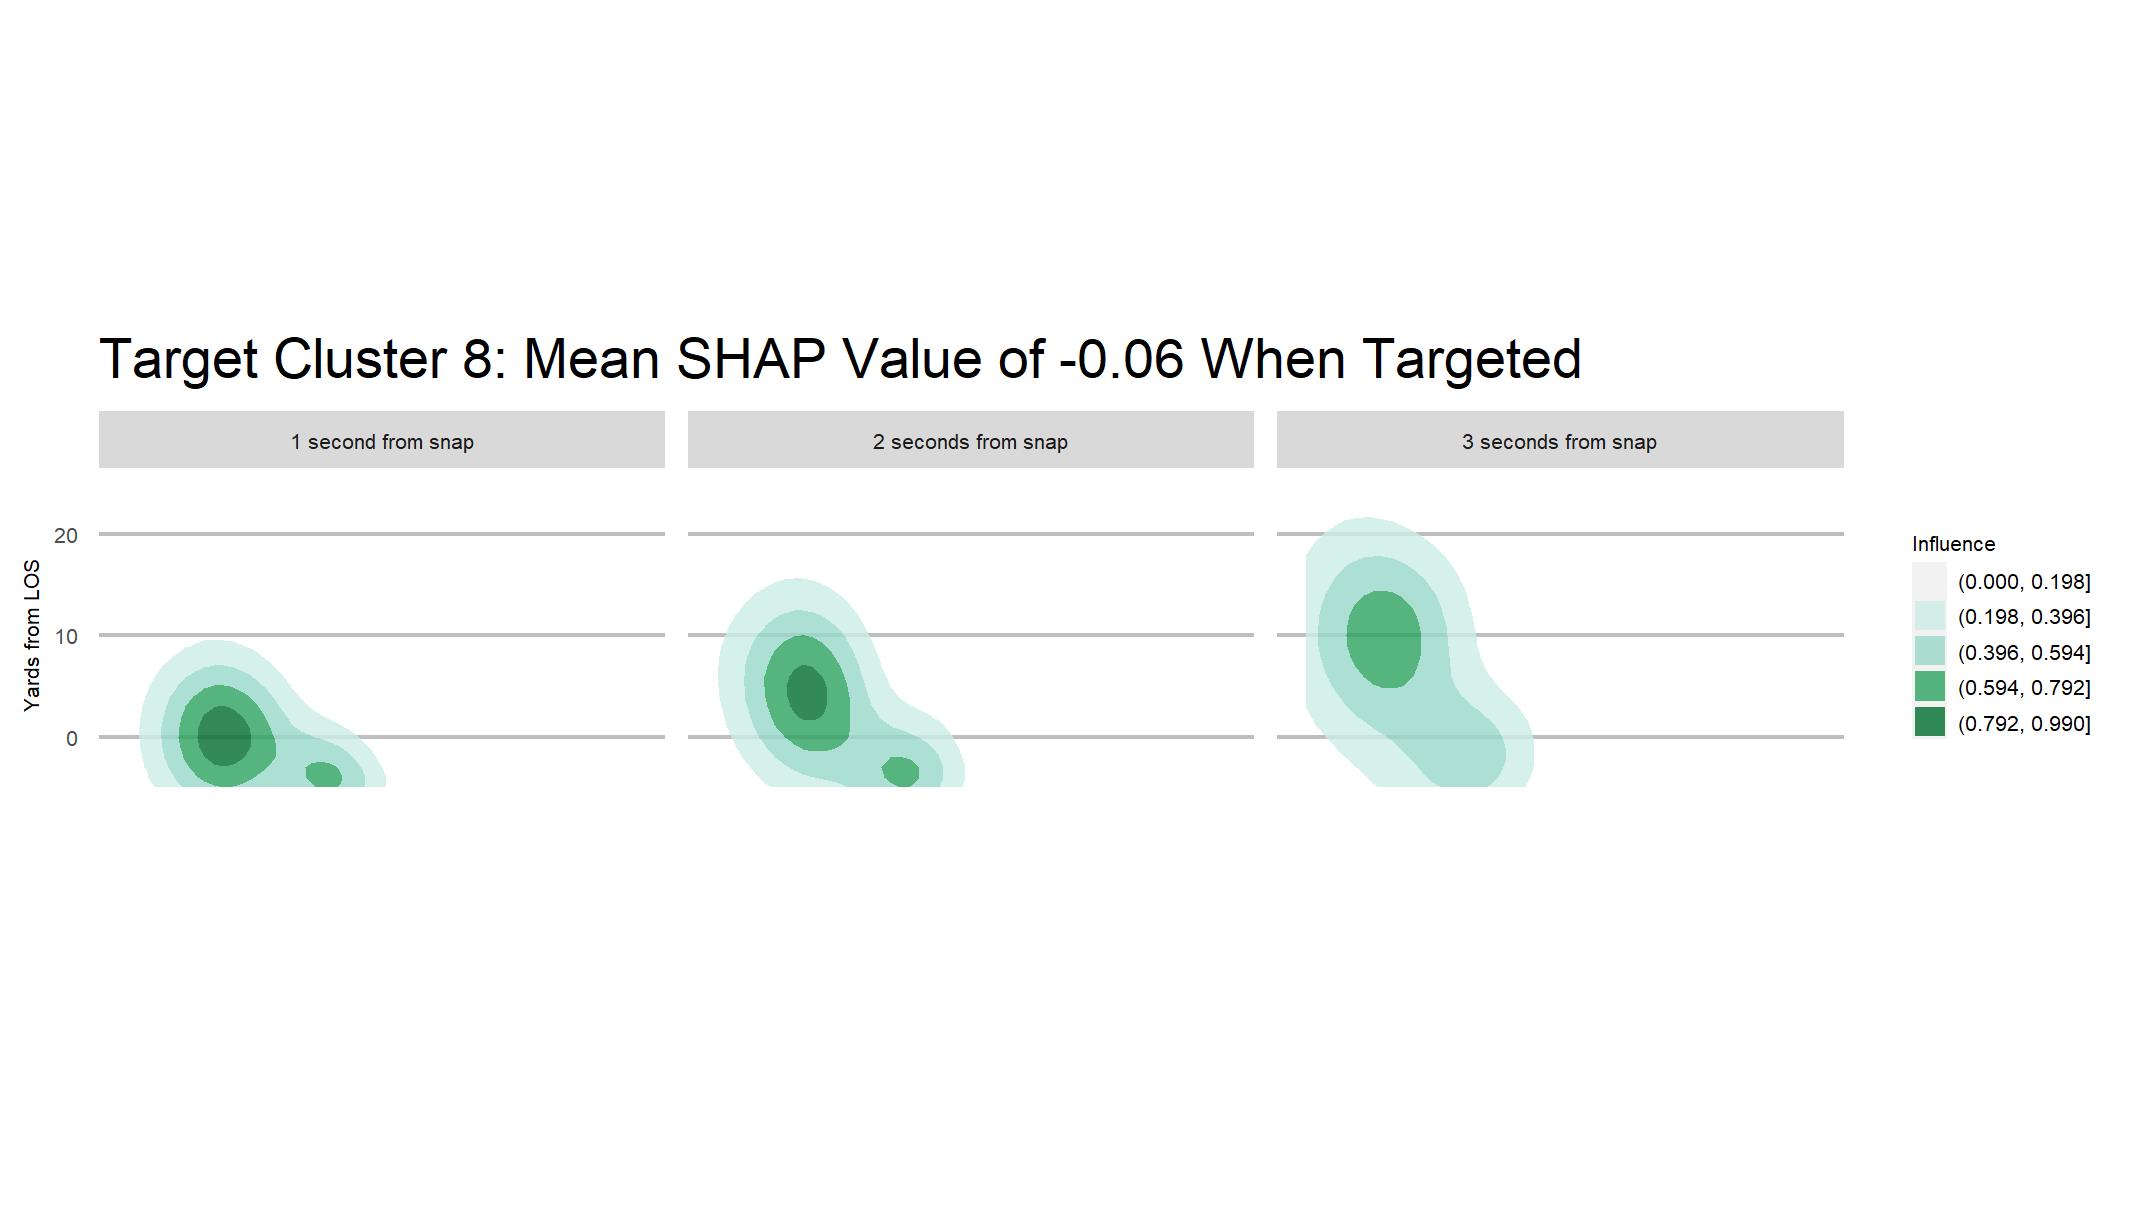 Target Cluster 8: Mean SHAP Value of -0.06 When Targeted
1 second from snap
2 seconds from snap
3 seconds from snap
Yards from LOS
20
10
0
Influence
(0.000, 0.198]
(0.198, 0.396]
(0.396, 0.594]
(0.594, 0.792]
(0.792, 0.990]